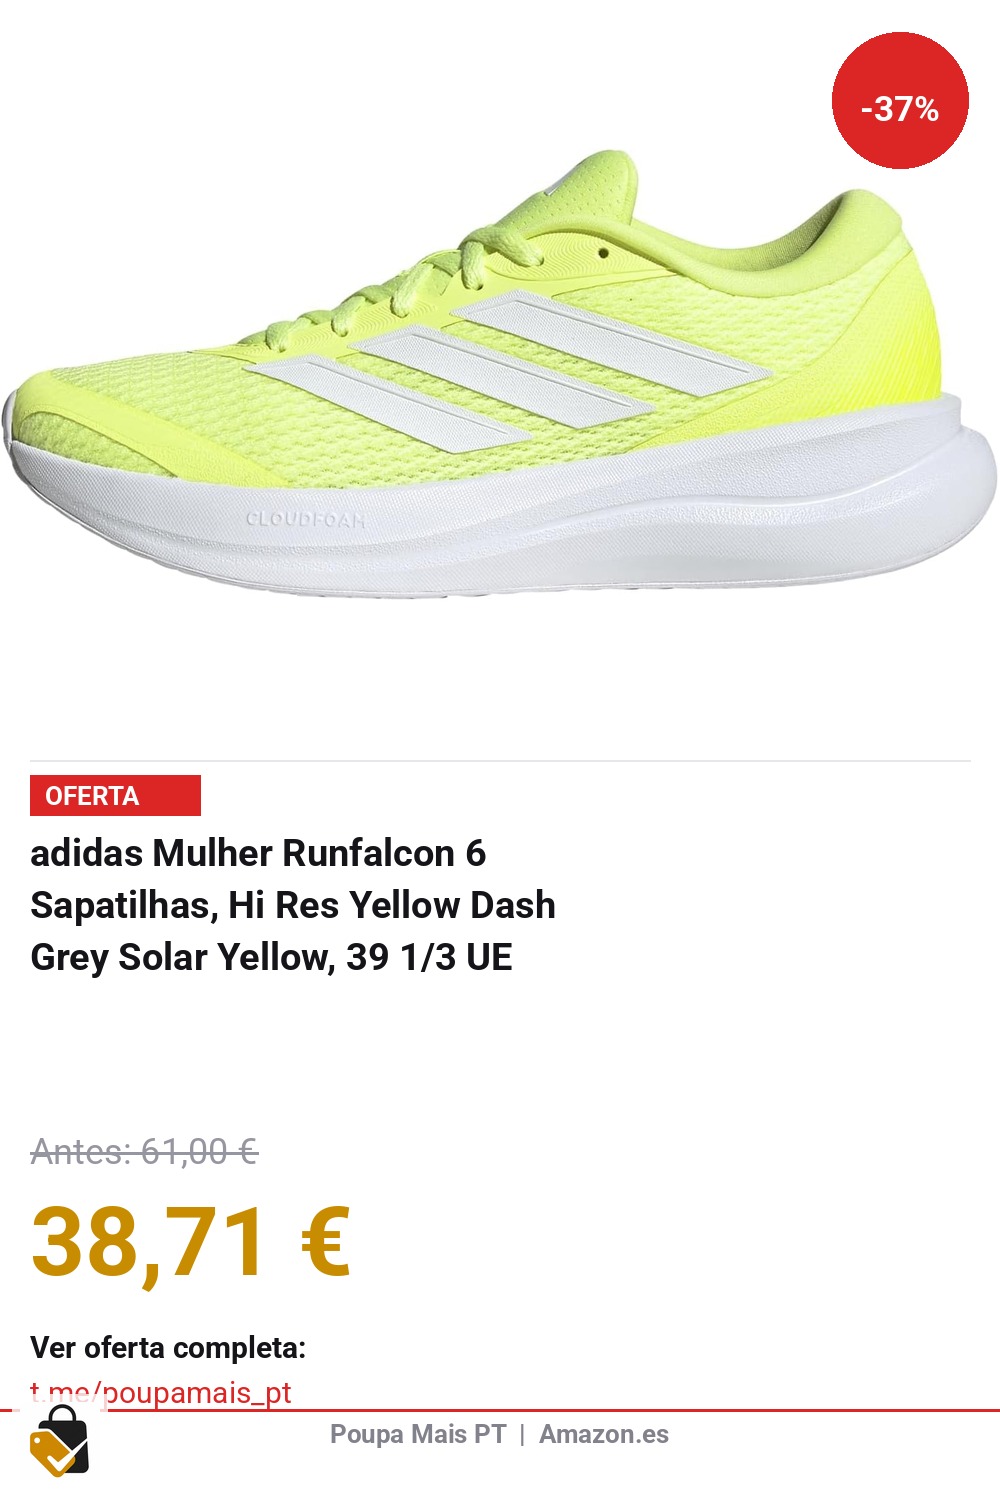 -37%
CLOUDFOAM
OFERTA
adidas Mulher Runfalcon 6
Sapatilhas, Hi Res Yellow Dash
Grey Solar Yellow, 39 1/3 UE
Antes: 61,00 €
38,71 €
Ver oferta completa:
t.me/poupamais_pt
Poupa Mais PT | Amazon.es